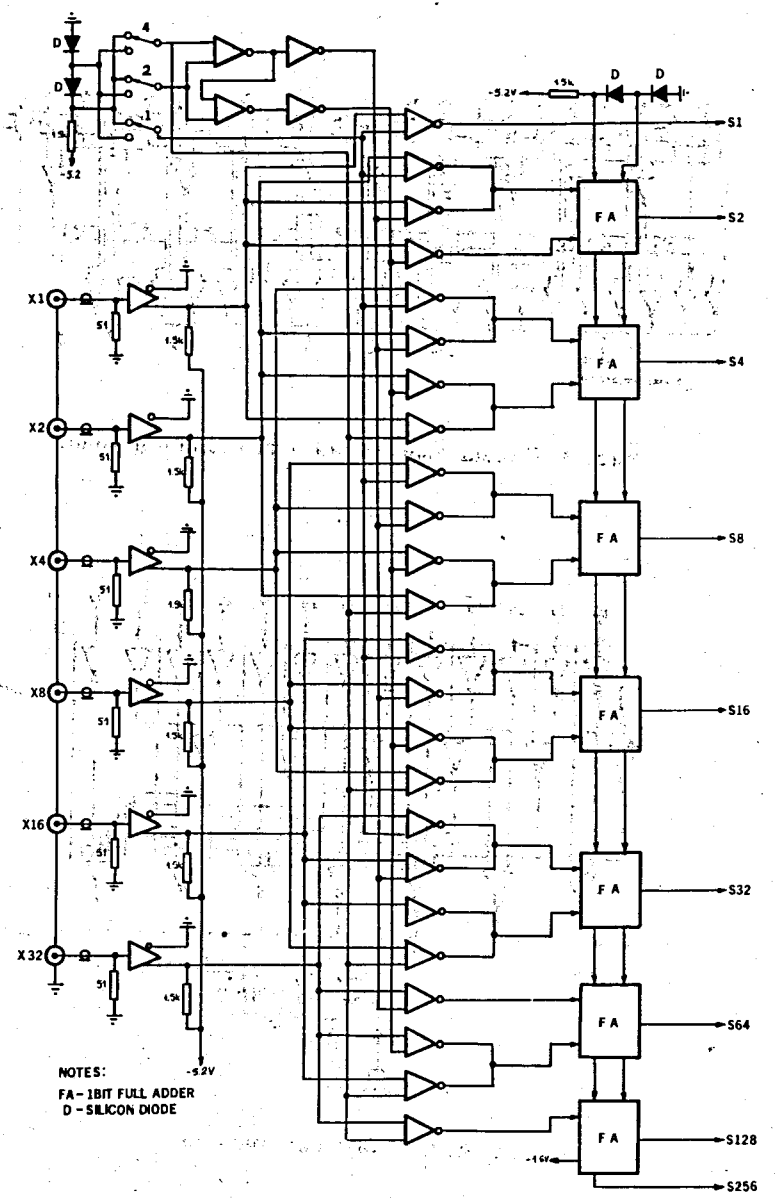 4
D
2
D
1
1.5k
-5.2
-5.2V
1.5k
D
D
S1
FA
S2
X1
51
1.5k
FA
S4
X2
51
1.5k
FA
S8
X4
51
1.5k
FA
S16
X8
51
1.5k
FA
S32
X16
51
1.5k
X32
51
1.5k
FA
S64
-5.2V
NOTES:
FA-1BIT FULL ADDER
D-SILICON DIODE
FA
S128
-1.6V
S256